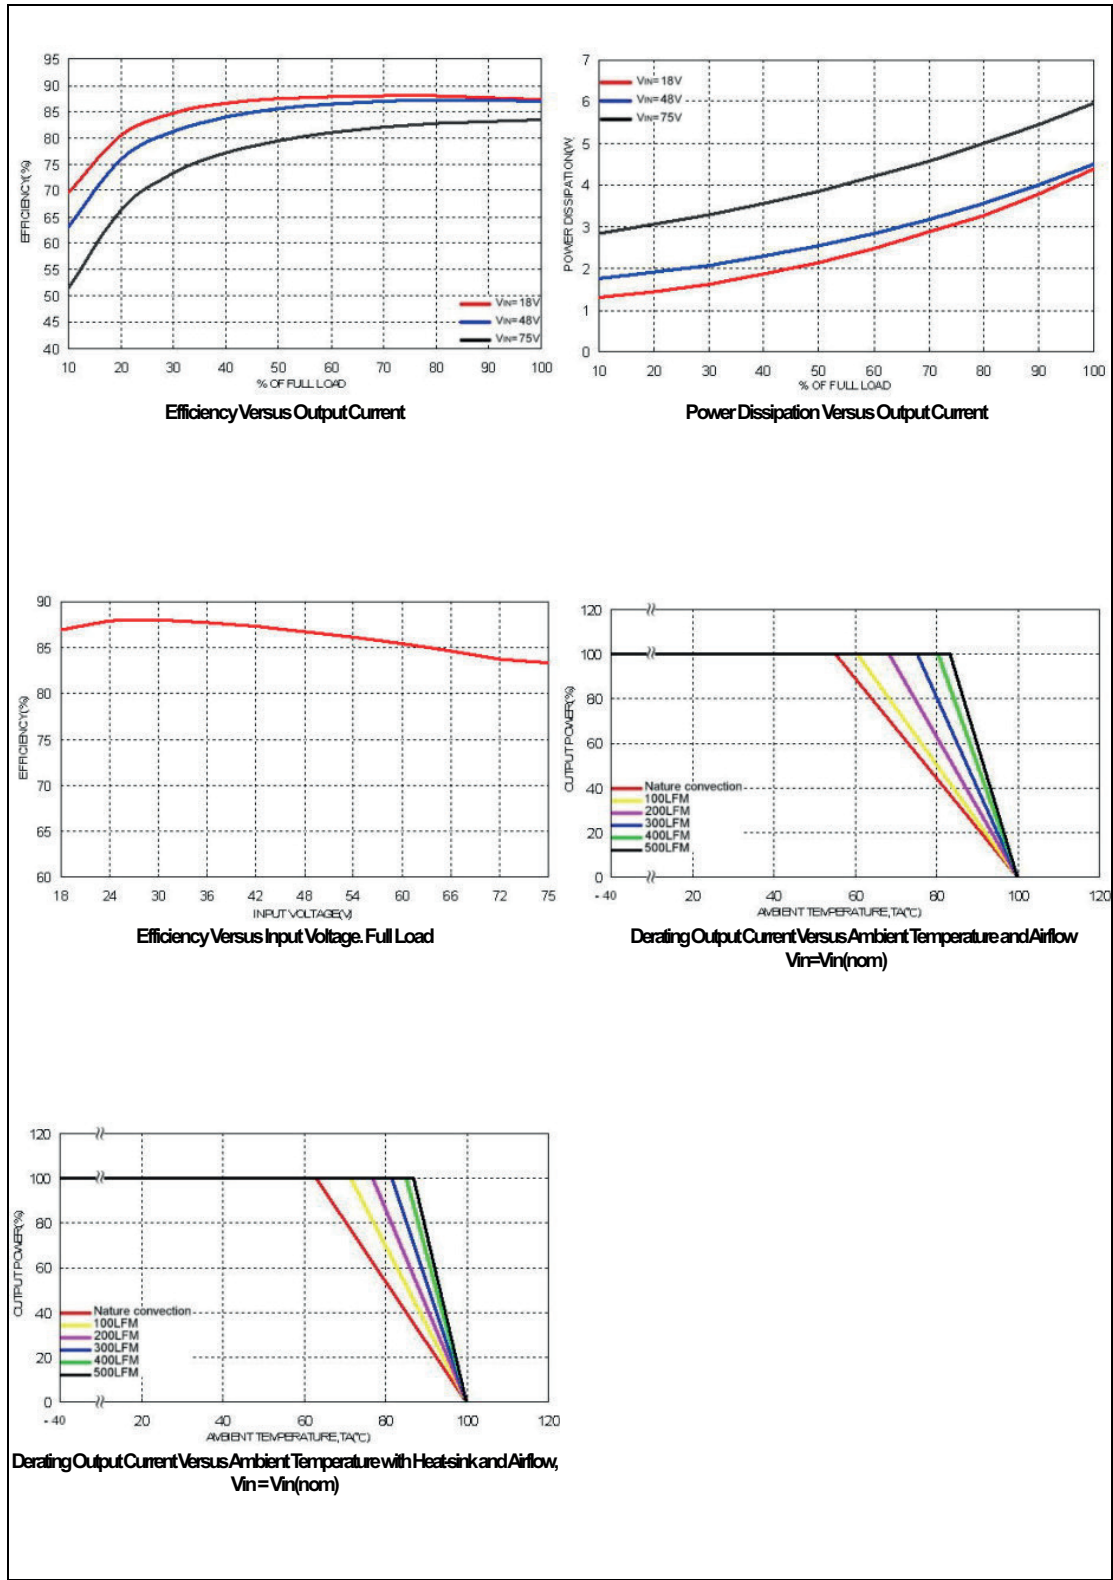 95
90
85
80
75
70
65
60
55
50
45
40
EFFICIENCY(%)
VIN=18V
VIN=48V
VIN=75V
10 20 30 40 50 60 70 80 90 100
% OF FULL LOAD
Efficiency Versus Output Current
7
6
5
4
3
2
1
0
POWER DISSIPATION(W
VIN=18V
VIN=48V
VIN=75V
10 20 30 40 50 60 70 80 90 100
% OF FULL LOAD
Power Dissipation Versus Output Current
90
85
80
75
70
65
60
EFFICIENCY(%)
18 24 30 36 42 48 54 60 66 72 75
INPUT VOLTAGE(V)
Efficiency Versus Input Voltage. Full Load
120
100
80
60
40
20
0
OUTPUT POWER(%)
Nature convection
100LFM
200LFM
300LFM
400LFM
500LFM
-40 20 40 60 80 100 120
AMBIENT TEMPERATURE,TA(°C)
Derating Output Current Versus Ambient Temperature and Airflow
Vin=Vin(nom)
120
100
80
60
40
20
0
OUTPUT POWER(%)
Nature convection
100LFM
200LFM
300LFM
400LFM
500LFM
-40 20 40 60 80 100 120
AMBIENT TEMPERATURE,TA(°C)
Derating Output Current Versus Ambient Temperature with Heat-sink and Airflow,
Vin = Vin(nom)